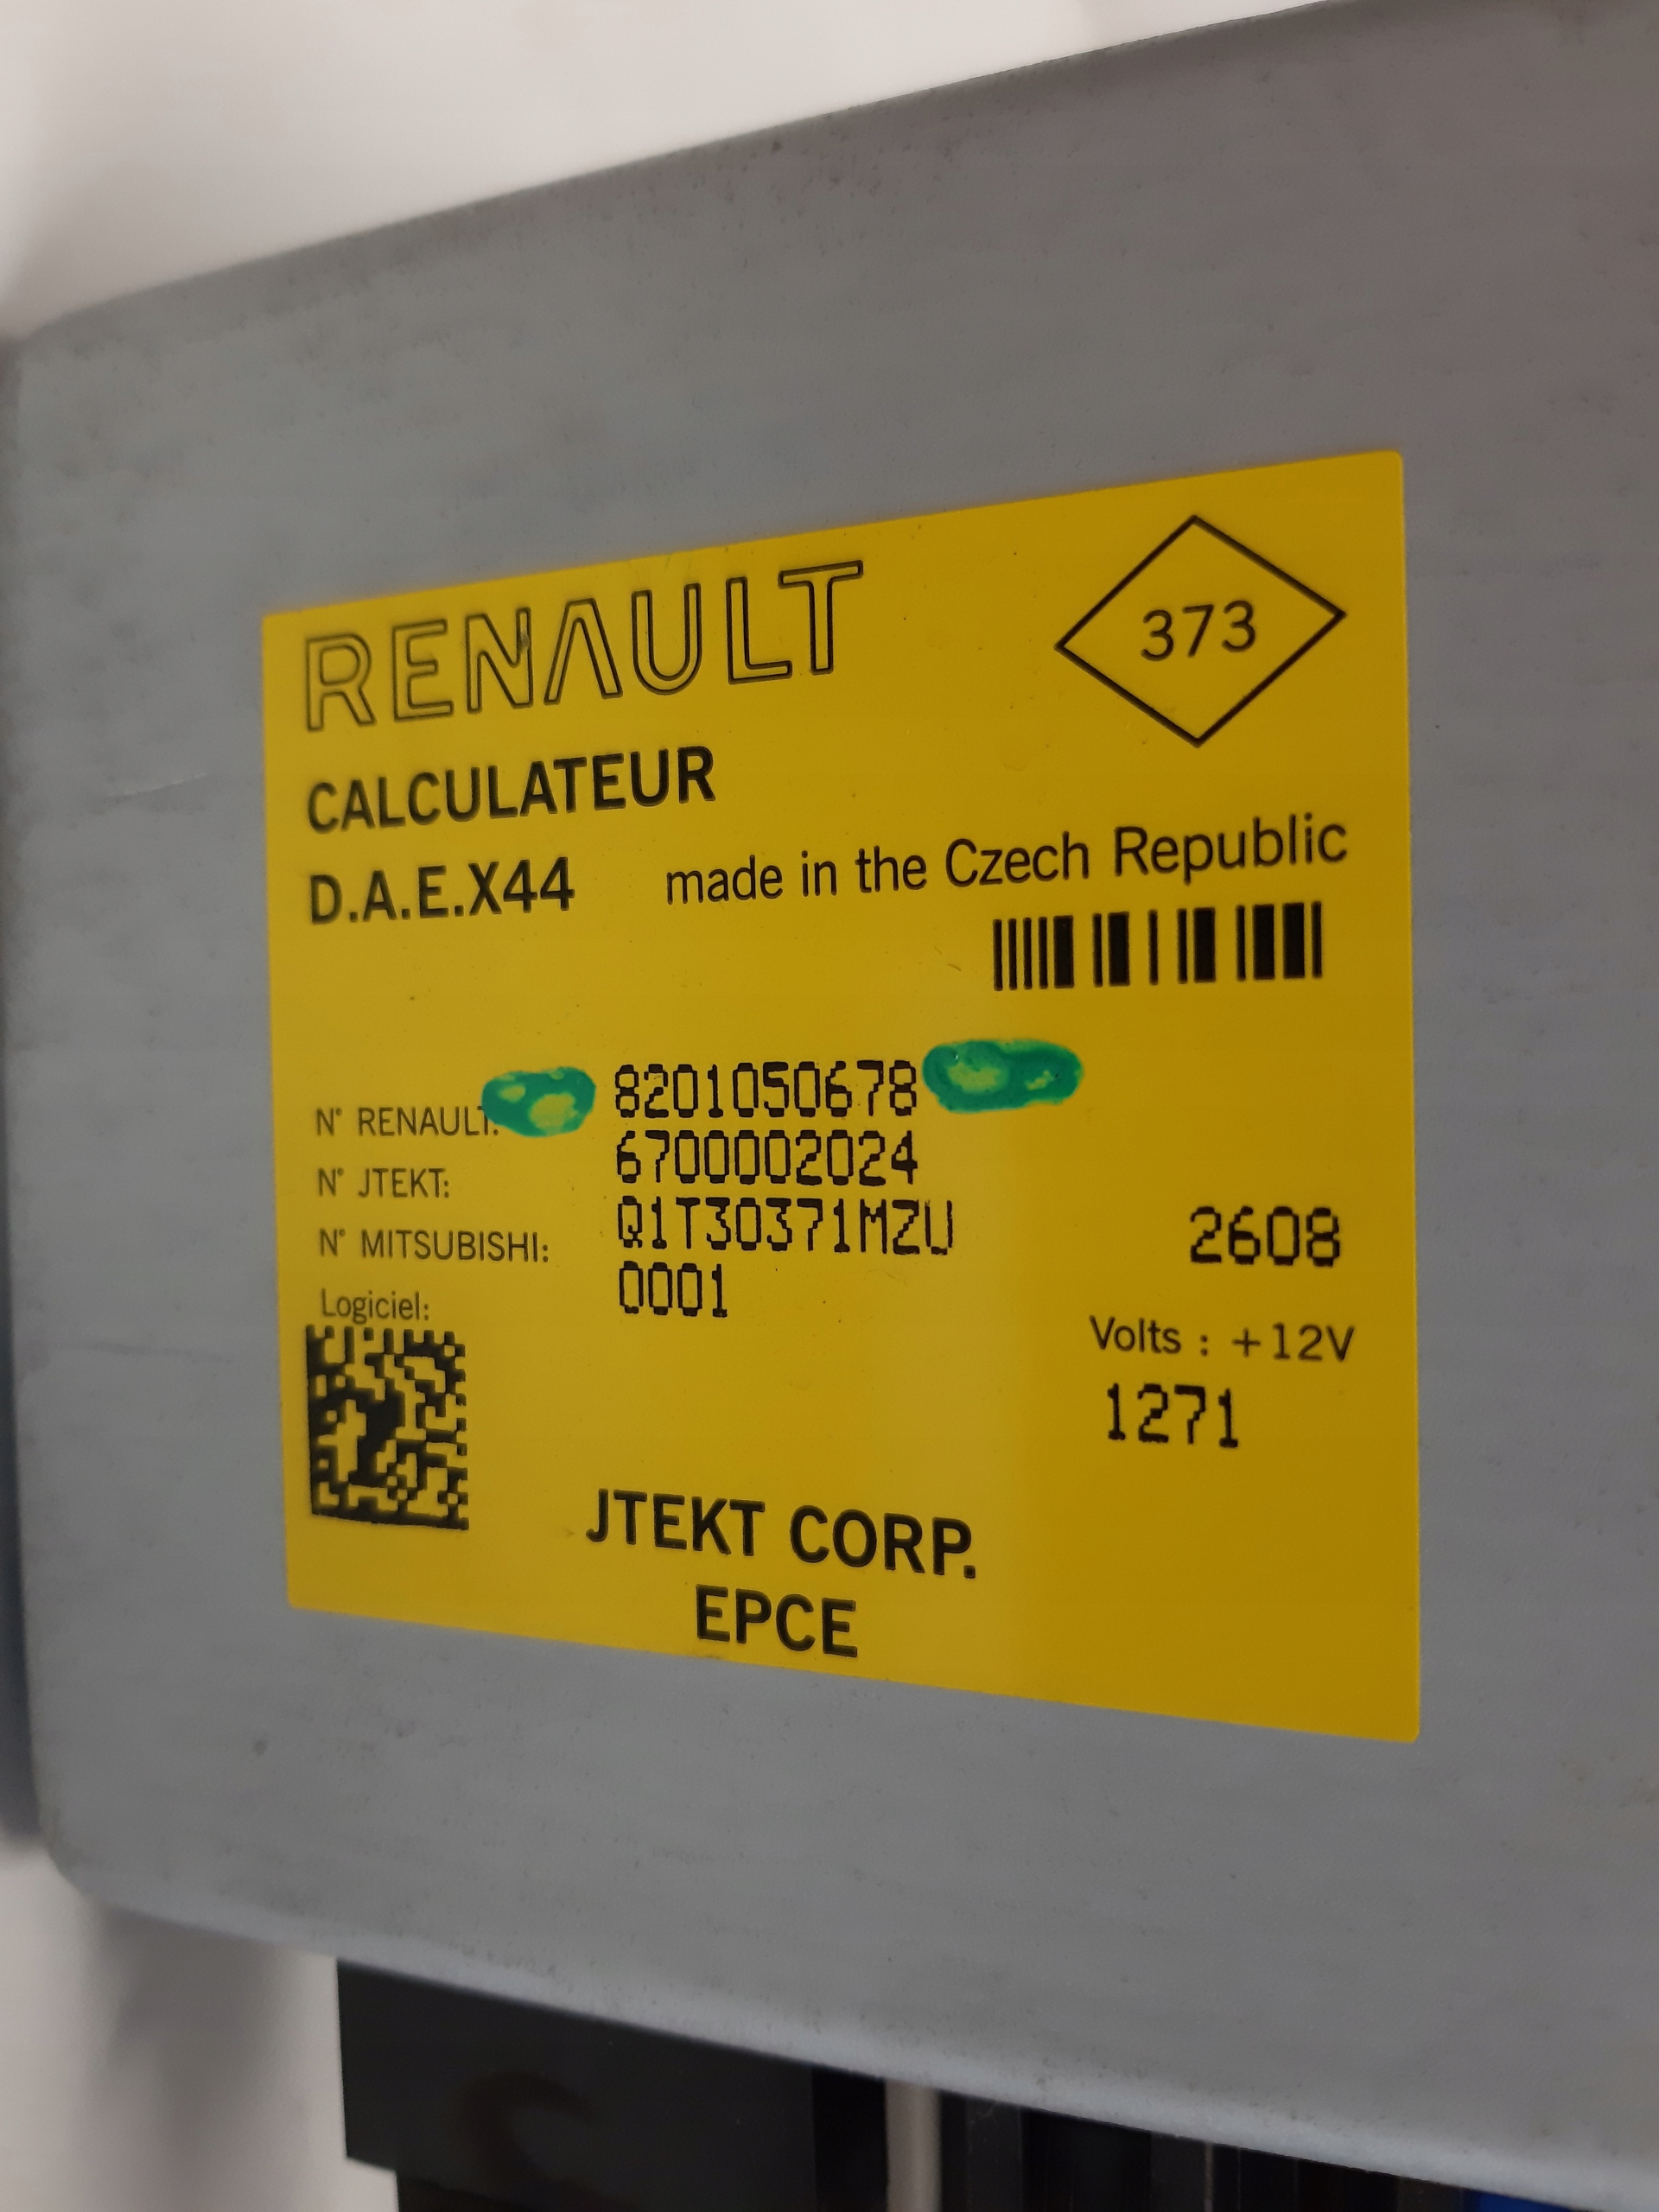 RENAULT
373
CALCULATEUR
D.A.E.X44 made in the Czech Republic
N° RENAULT: 8201050678
N° JTEKT: 6700002024
N° MITSUBISHI: Q1T30371MZU 2608
Logiciel: 0001
Volts : +12V
1271
JTEKT CORP.
EPCE